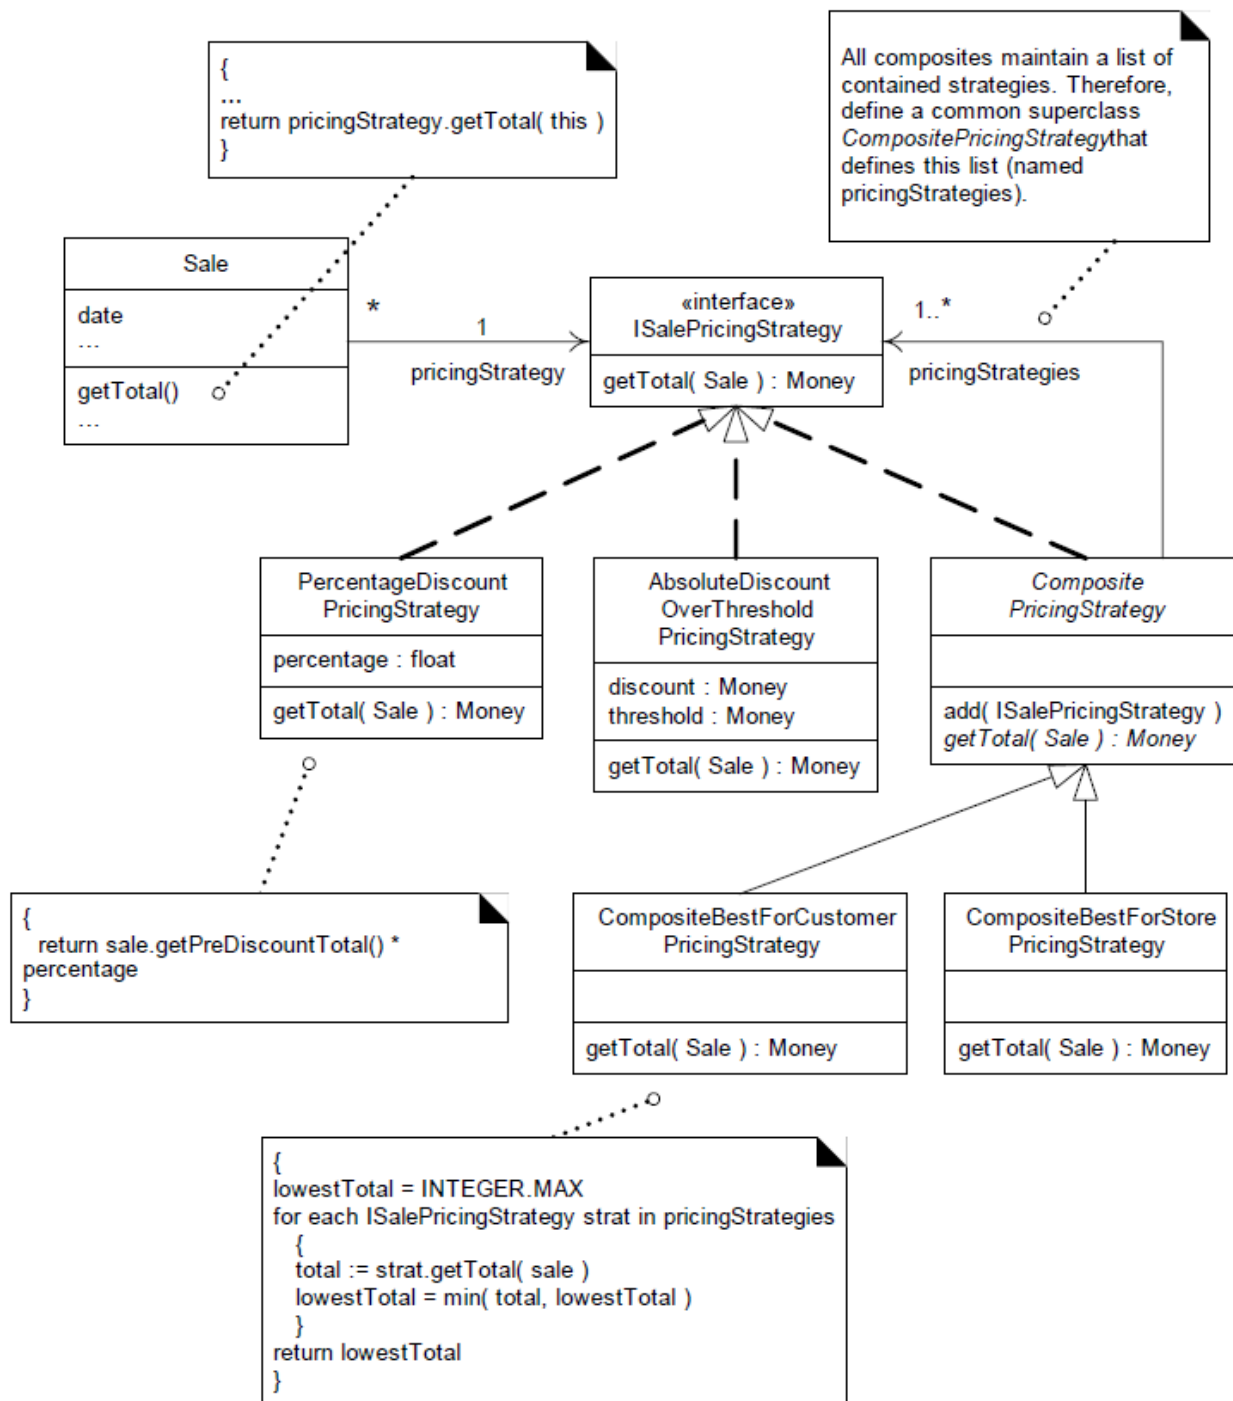 {
...
return pricingStrategy.getTotal( this )
}
All composites maintain a list of
contained strategies. Therefore,
define a common superclass
CompositePricingStrategythat
defines this list (named
pricingStrategies).
Sale
date
...
getTotal()
...
*
1
pricingStrategy
«interface»
ISalePricingStrategy
getTotal( Sale ) : Money
1..*
pricingStrategies
PercentageDiscount
PricingStrategy
percentage : float
getTotal( Sale ) : Money
AbsoluteDiscount
OverThreshold
PricingStrategy
discount : Money
threshold : Money
getTotal( Sale ) : Money
Composite
PricingStrategy
add( ISalePricingStrategy )
getTotal( Sale ) : Money
{
return sale.getPreDiscountTotal() *
percentage
}
CompositeBestForCustomer
PricingStrategy
getTotal( Sale ) : Money
CompositeBestForStore
PricingStrategy
getTotal( Sale ) : Money
{
lowestTotal = INTEGER.MAX
for each ISalePricingStrategy strat in pricingStrategies
{
total := strat.getTotal( sale )
lowestTotal = min( total, lowestTotal )
}
return lowestTotal
}